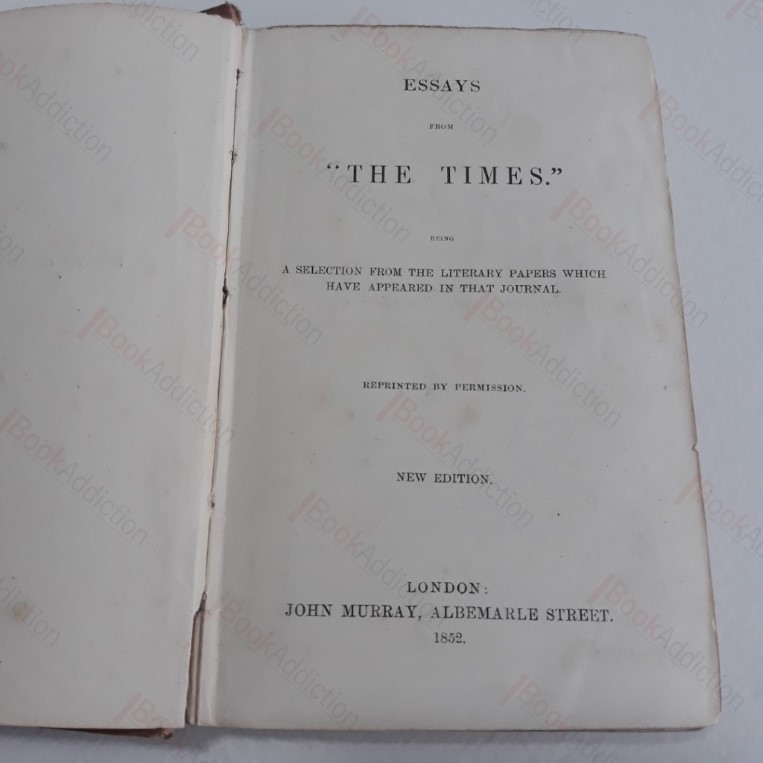 ESSAYS
FROM
“THE TIMES.”
BEING
A SELECTION FROM THE LITERARY PAPERS WHICH
HAVE APPEARED IN THAT JOURNAL.
REPRINTED BY PERMISSION.
NEW EDITION.
LONDON:
JOHN MURRAY, ALBEMARLE STREET.
1852.
BookAddiction